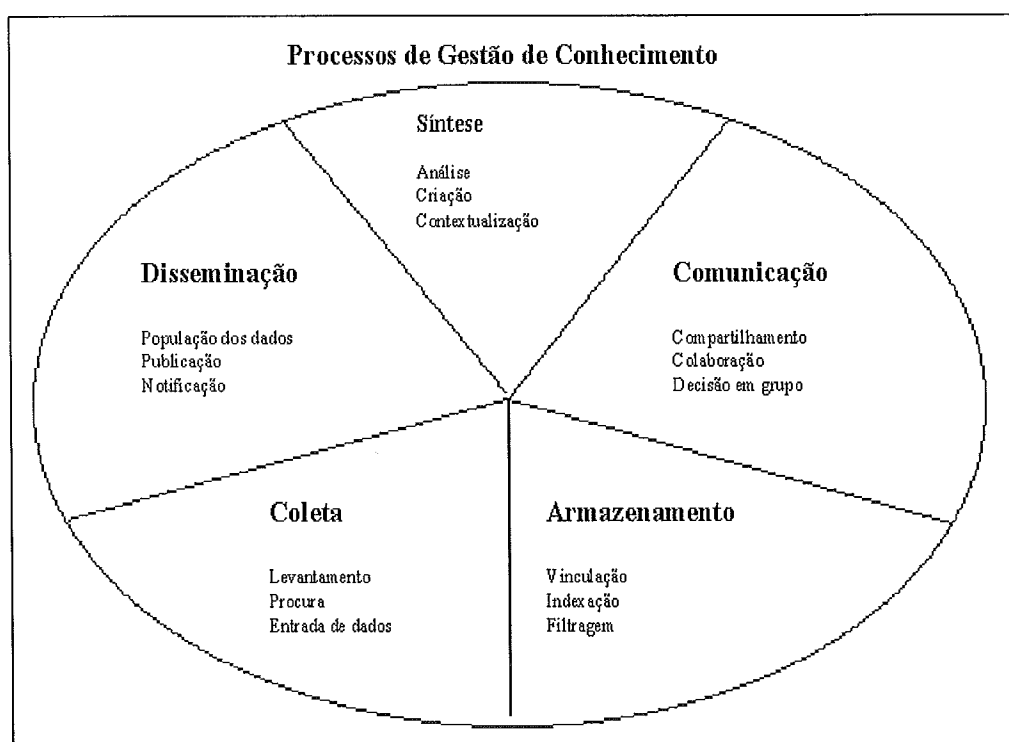 Processos de Gestão de Conhecimento
Síntese
Análise
Criação
Contextualização
Disseminação
População dos dados
Publicação
Notificação
Comunicação
Compartilhamento
Colaboração
Decisão em grupo
Coleta
Levantamento
Procura
Entrada de dados
Armazenamento
Vinculação
Indexação
Filtragem